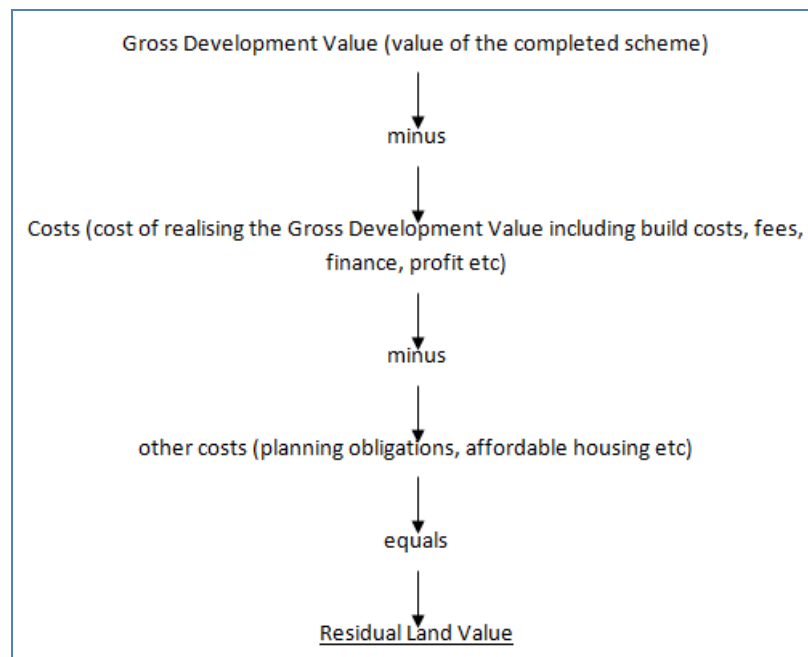 Gross Development Value (value of the completed scheme)
minus
Costs (cost of realising the Gross Development Value including build costs, fees,
finance, profit etc)
minus
other costs (planning obligations, affordable housing etc)
equals
Residual Land Value